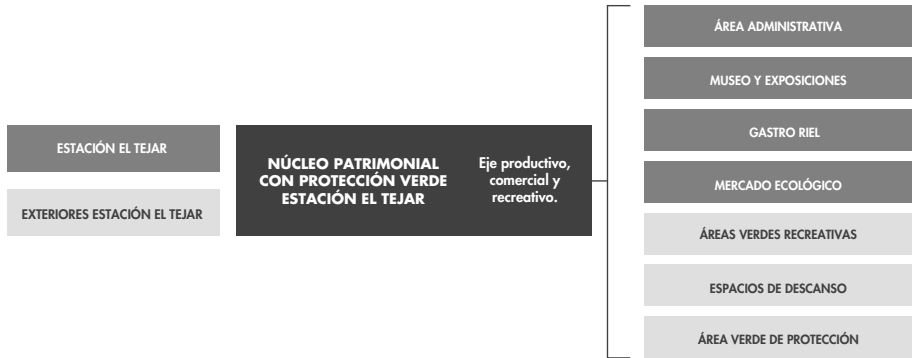 ESTACIÓN EL TEJAR
EXTERIORES ESTACIÓN EL TEJAR
NÚCLEO PATRIMONIAL
CON PROTECCIÓN VERDE
ESTACIÓN EL TEJAR
Eje productivo,
comercial y
recreativo.
ÁREA ADMINISTRATIVA
MUSEO Y EXPOSICIONES
GASTRO RIEL
MERCADO ECOLÓGICO
ÁREAS VERDES RECREATIVAS
ESPACIOS DE DESCANSO
ÁREA VERDE DE PROTECCIÓN